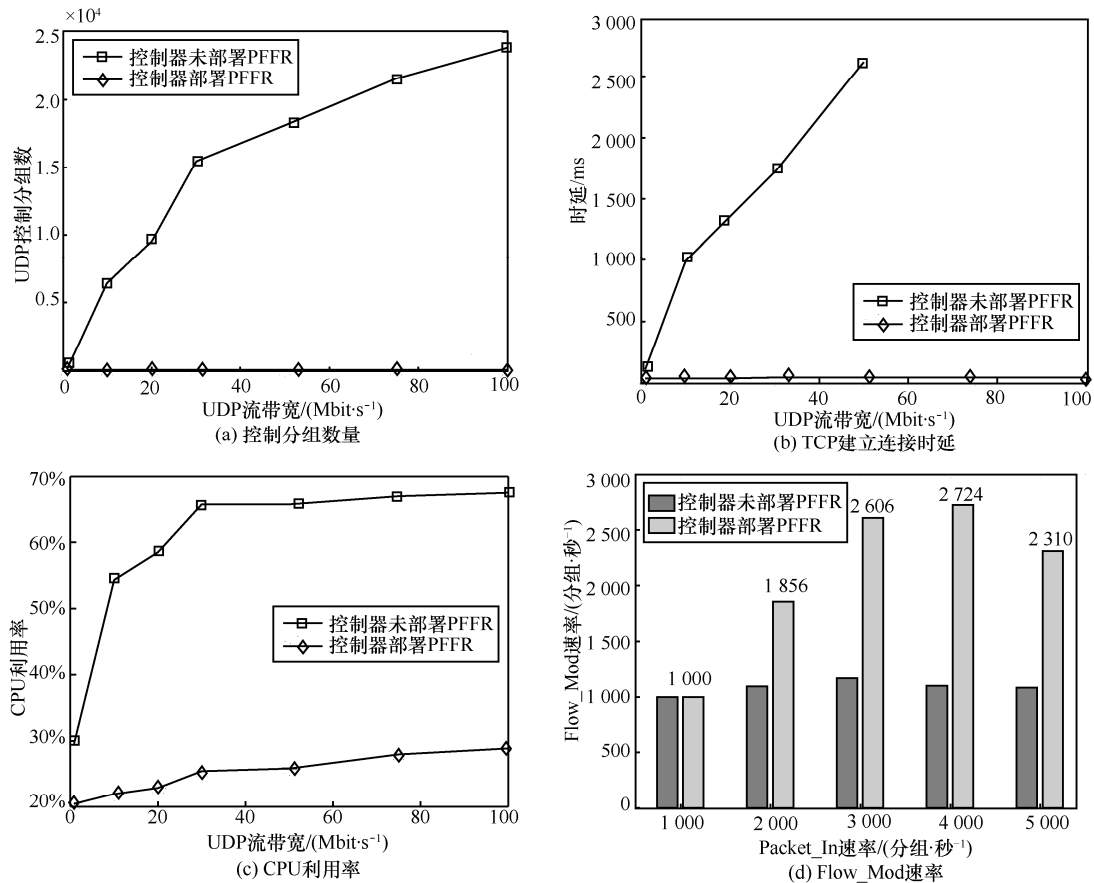 ×10⁴
2.5
2.0
1.5
1.0
0.5
0
20
40
60
80
100
UDP控制分组数
控制器未部署PFFR
控制器部署PFFR
UDP流带宽/(Mbit·s⁻¹)
(a) 控制分组数量
3 000
2 500
2 000
1 500
1 000
500
0
20
40
60
80
100
时延/ms
控制器未部署PFFR
控制器部署PFFR
UDP流带宽/(Mbit·s⁻¹)
(b) TCP建立连接时延
70%
60%
50%
40%
30%
20%
0
20
40
60
80
100
CPU利用率
控制器未部署PFFR
控制器部署PFFR
UDP流带宽/(Mbit·s⁻¹)
(c) CPU利用率
3 000
2 500
2 000
1 500
1 000
500
0
Flow_Mod速率/(分组·秒⁻¹)
控制器未部署PFFR
控制器部署PFFR
1 000
1 856
2 606
2 724
2 310
1 000
2 000
3 000
4 000
5 000
Packet_In速率/(分组·秒⁻¹)
(d) Flow_Mod速率